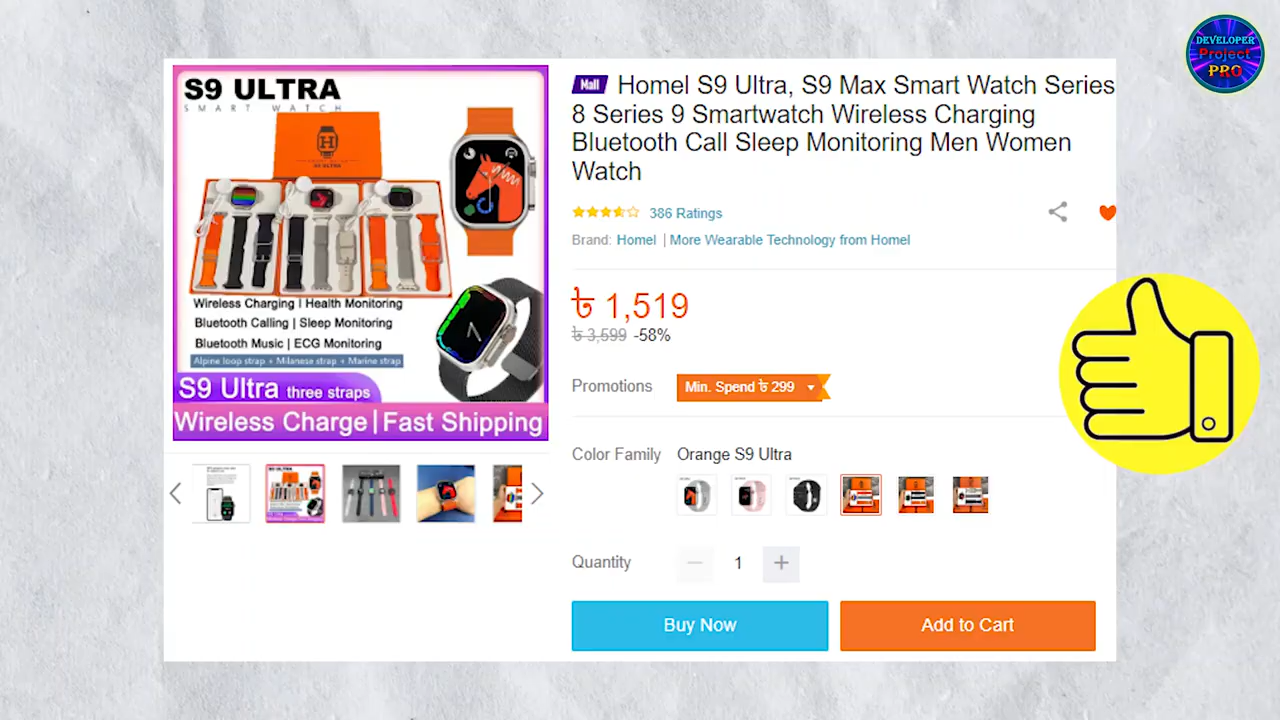 DEVELOPER
Project
PRO
S9 ULTRA
SMART WATCH
H
S9 ULTRA
Wireless Charging | Health Monitoring
Bluetooth Calling | Sleep Monitoring
Bluetooth Music | ECG Monitoring
Alpine loop strap + Milanese strap + Marine strap
S9 Ultra three straps
Wireless Charge | Fast Shipping
S9 ULTRA
Mall Homel S9 Ultra, S9 Max Smart Watch Series
8 Series 9 Smartwatch Wireless Charging
Bluetooth Call Sleep Monitoring Men Women
Watch
386 Ratings
Brand: Homel | More Wearable Technology from Homel
৳ 1,519
৳ 3,599 -58%
Promotions Min. Spend ৳ 299
Color Family Orange S9 Ultra
Quantity 1
Buy Now Add to Cart